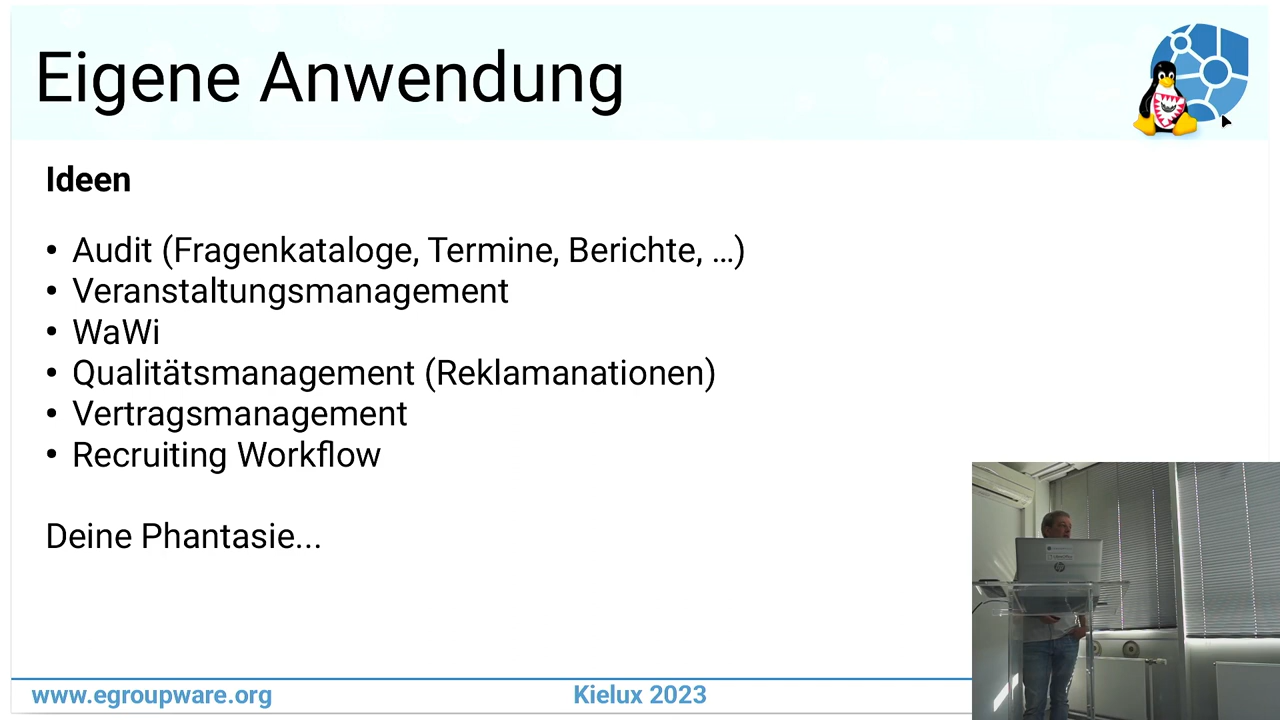 Eigene Anwendung
Ideen
• Audit (Fragenkataloge, Termine, Berichte, ...)
• Veranstaltungsmanagement
• WaWi
• Qualitätsmanagement (Reklamanationen)
• Vertragsmanagement
• Recruiting Workflow
Deine Phantasie...
www.egroupware.org
Kielux 2023
hp